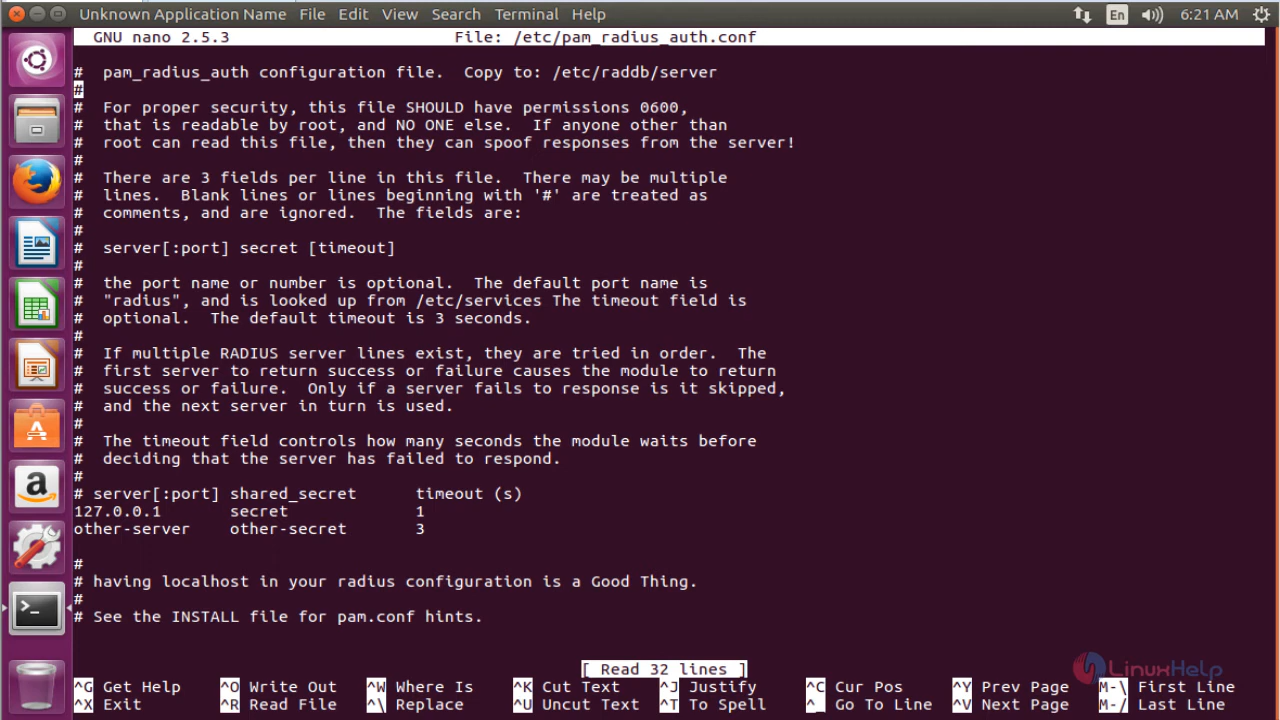 Unknown Application Name File Edit View Search Terminal Help En 6:21 AM
GNU nano 2.5.3 File: /etc/pam_radius_auth.conf
# pam_radius_auth configuration file. Copy to: /etc/raddb/server
#
# For proper security, this file SHOULD have permissions 0600,
# that is readable by root, and NO ONE else. If anyone other than
# root can read this file, then they can spoof responses from the server!
#
# There are 3 fields per line in this file. There may be multiple
# lines. Blank lines or lines beginning with '#' are treated as
# comments, and are ignored. The fields are:
#
# server[:port] secret [timeout]
#
# the port name or number is optional. The default port name is
# "radius", and is looked up from /etc/services The timeout field is
# optional. The default timeout is 3 seconds.
#
# If multiple RADIUS server lines exist, they are tried in order. The
# first server to return success or failure causes the module to return
# success or failure. Only if a server fails to response is it skipped,
# and the next server in turn is used.
#
# The timeout field controls how many seconds the module waits before
# deciding that the server has failed to respond.
#
# server[:port] shared_secret timeout (s)
127.0.0.1 secret 1
other-server other-secret 3
#
# having localhost in your radius configuration is a Good Thing.
#
# See the INSTALL file for pam.conf hints.
[ Read 32 lines ]
LinuxHelp
^G Get Help ^O Write Out ^W Where Is ^K Cut Text ^J Justify ^C Cur Pos ^Y Prev Page M-\ First Line
^X Exit ^R Read File ^\ Replace ^U Uncut Text ^T To Spell ^_ Go To Line ^V Next Page M-/ Last Line